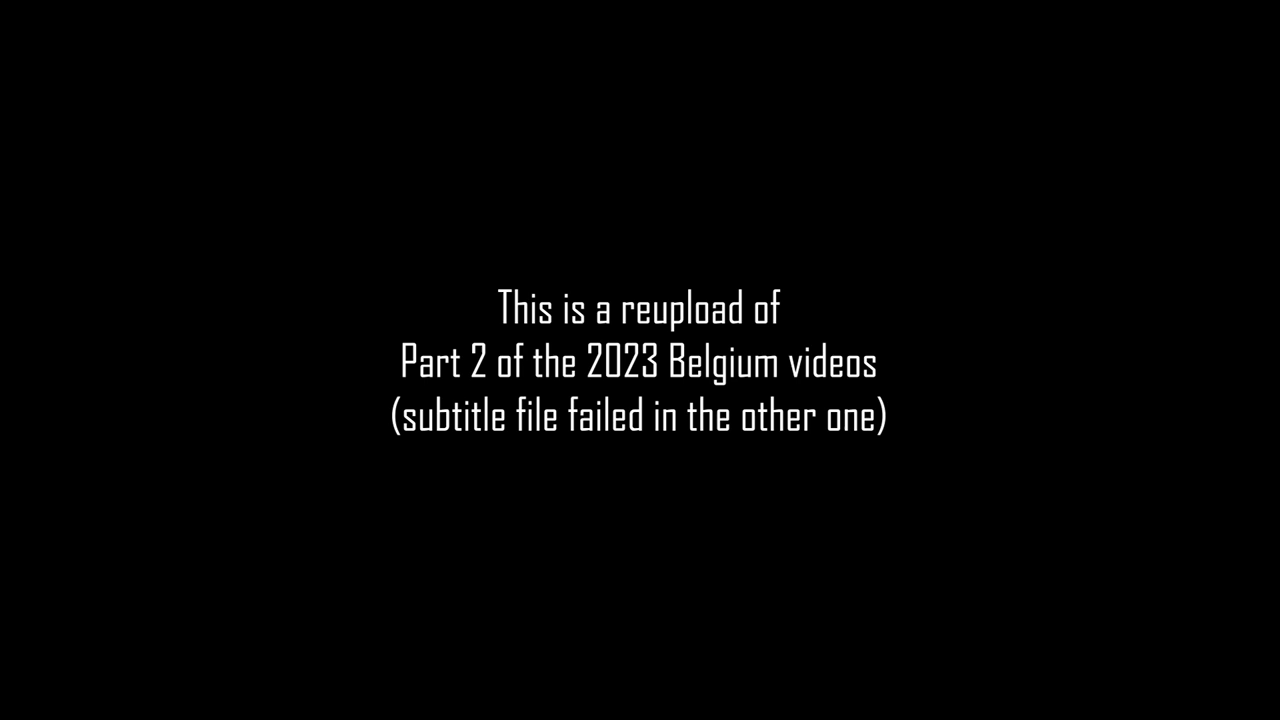 This is a reupload of
Part 2 of the 2023 Belgium videos
(subtitle file failed in the other one)